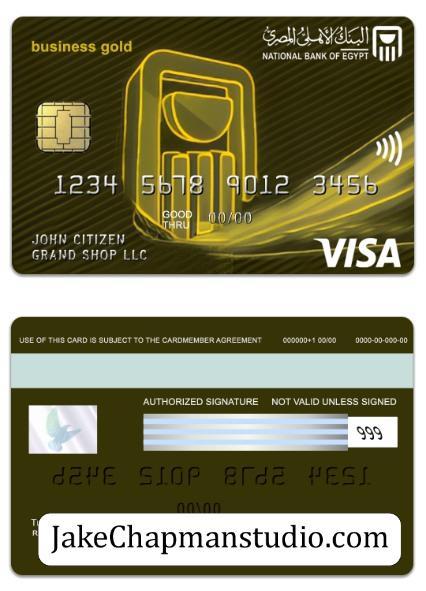 business gold
البنك الأهلي المصري
NATIONAL BANK OF EGYPT
1234 5678 9012 3456
GOOD THRU 00/00
JOHN CITIZEN
GRAND SHOP LLC
VISA
USE OF THIS CARD IS SUBJECT TO THE CARDMEMBER AGREEMENT 000000+1 00/00 0000-00-000-00
AUTHORIZED SIGNATURE NOT VALID UNLESS SIGNED
999
00/00
JakeChapmanstudio.com